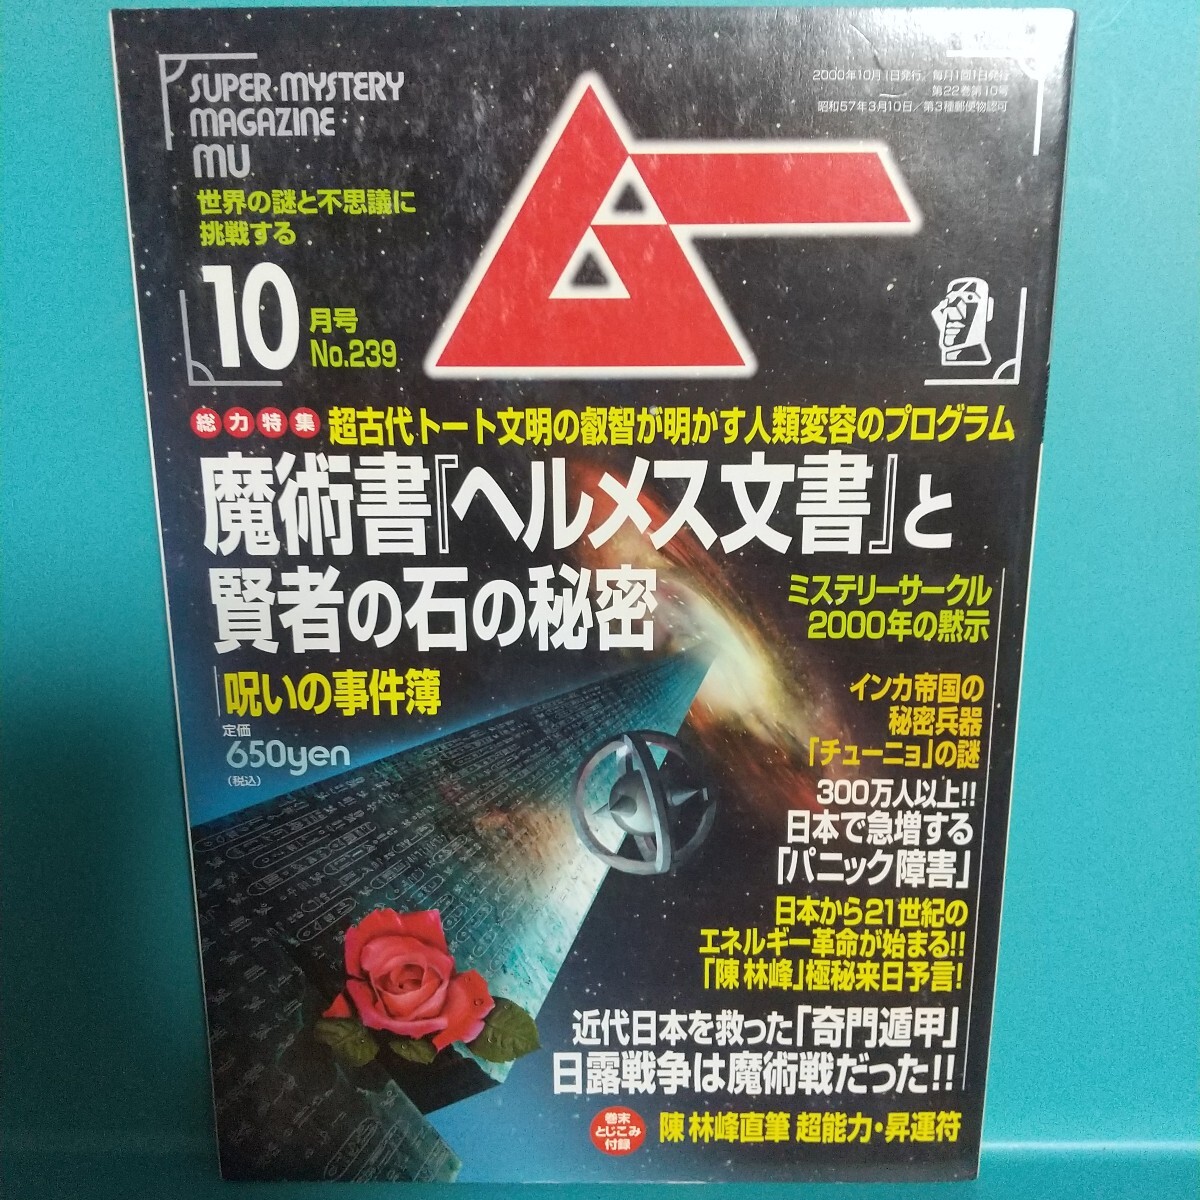 SUPER・MYSTERY
MAGAZINE
MU
世界の謎と不思議に
挑戦する
10
月号
No.239
ムー
2000年10月1日発行/毎月1回1日発行
第22巻第10号
昭和57年3月10日/第3種郵便物認可
総力特集
超古代トート文明の叡智が明かす人類変容のプログラム
魔術書『ヘルメス文書』と
賢者の石の秘密
ミステリーサークル
2000年の黙示
呪いの事件簿
定価
650yen
(税込)
インカ帝国の
秘密兵器
「チューニョ」の謎
300万人以上!!
日本で急増する
「パニック障害」
日本から21世紀の
エネルギー革命が始まる!!
「陳 林峰」極秘来日予言!
近代日本を救った「奇門遁甲」
日露戦争は魔術戦だった!!
巻末
とじこみ
付録
陳 林峰直筆 超能力・昇運符